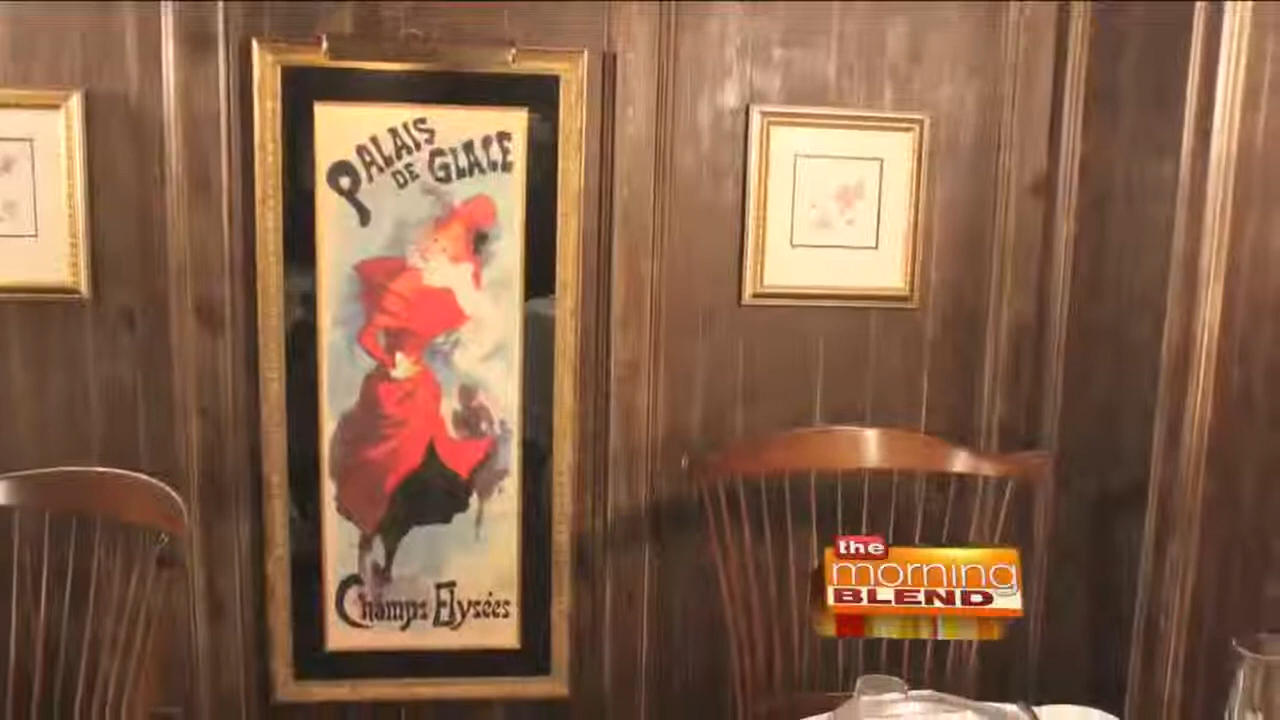 PALAIS
DE GLACE
Champs Elysées
the
morning
BLEND